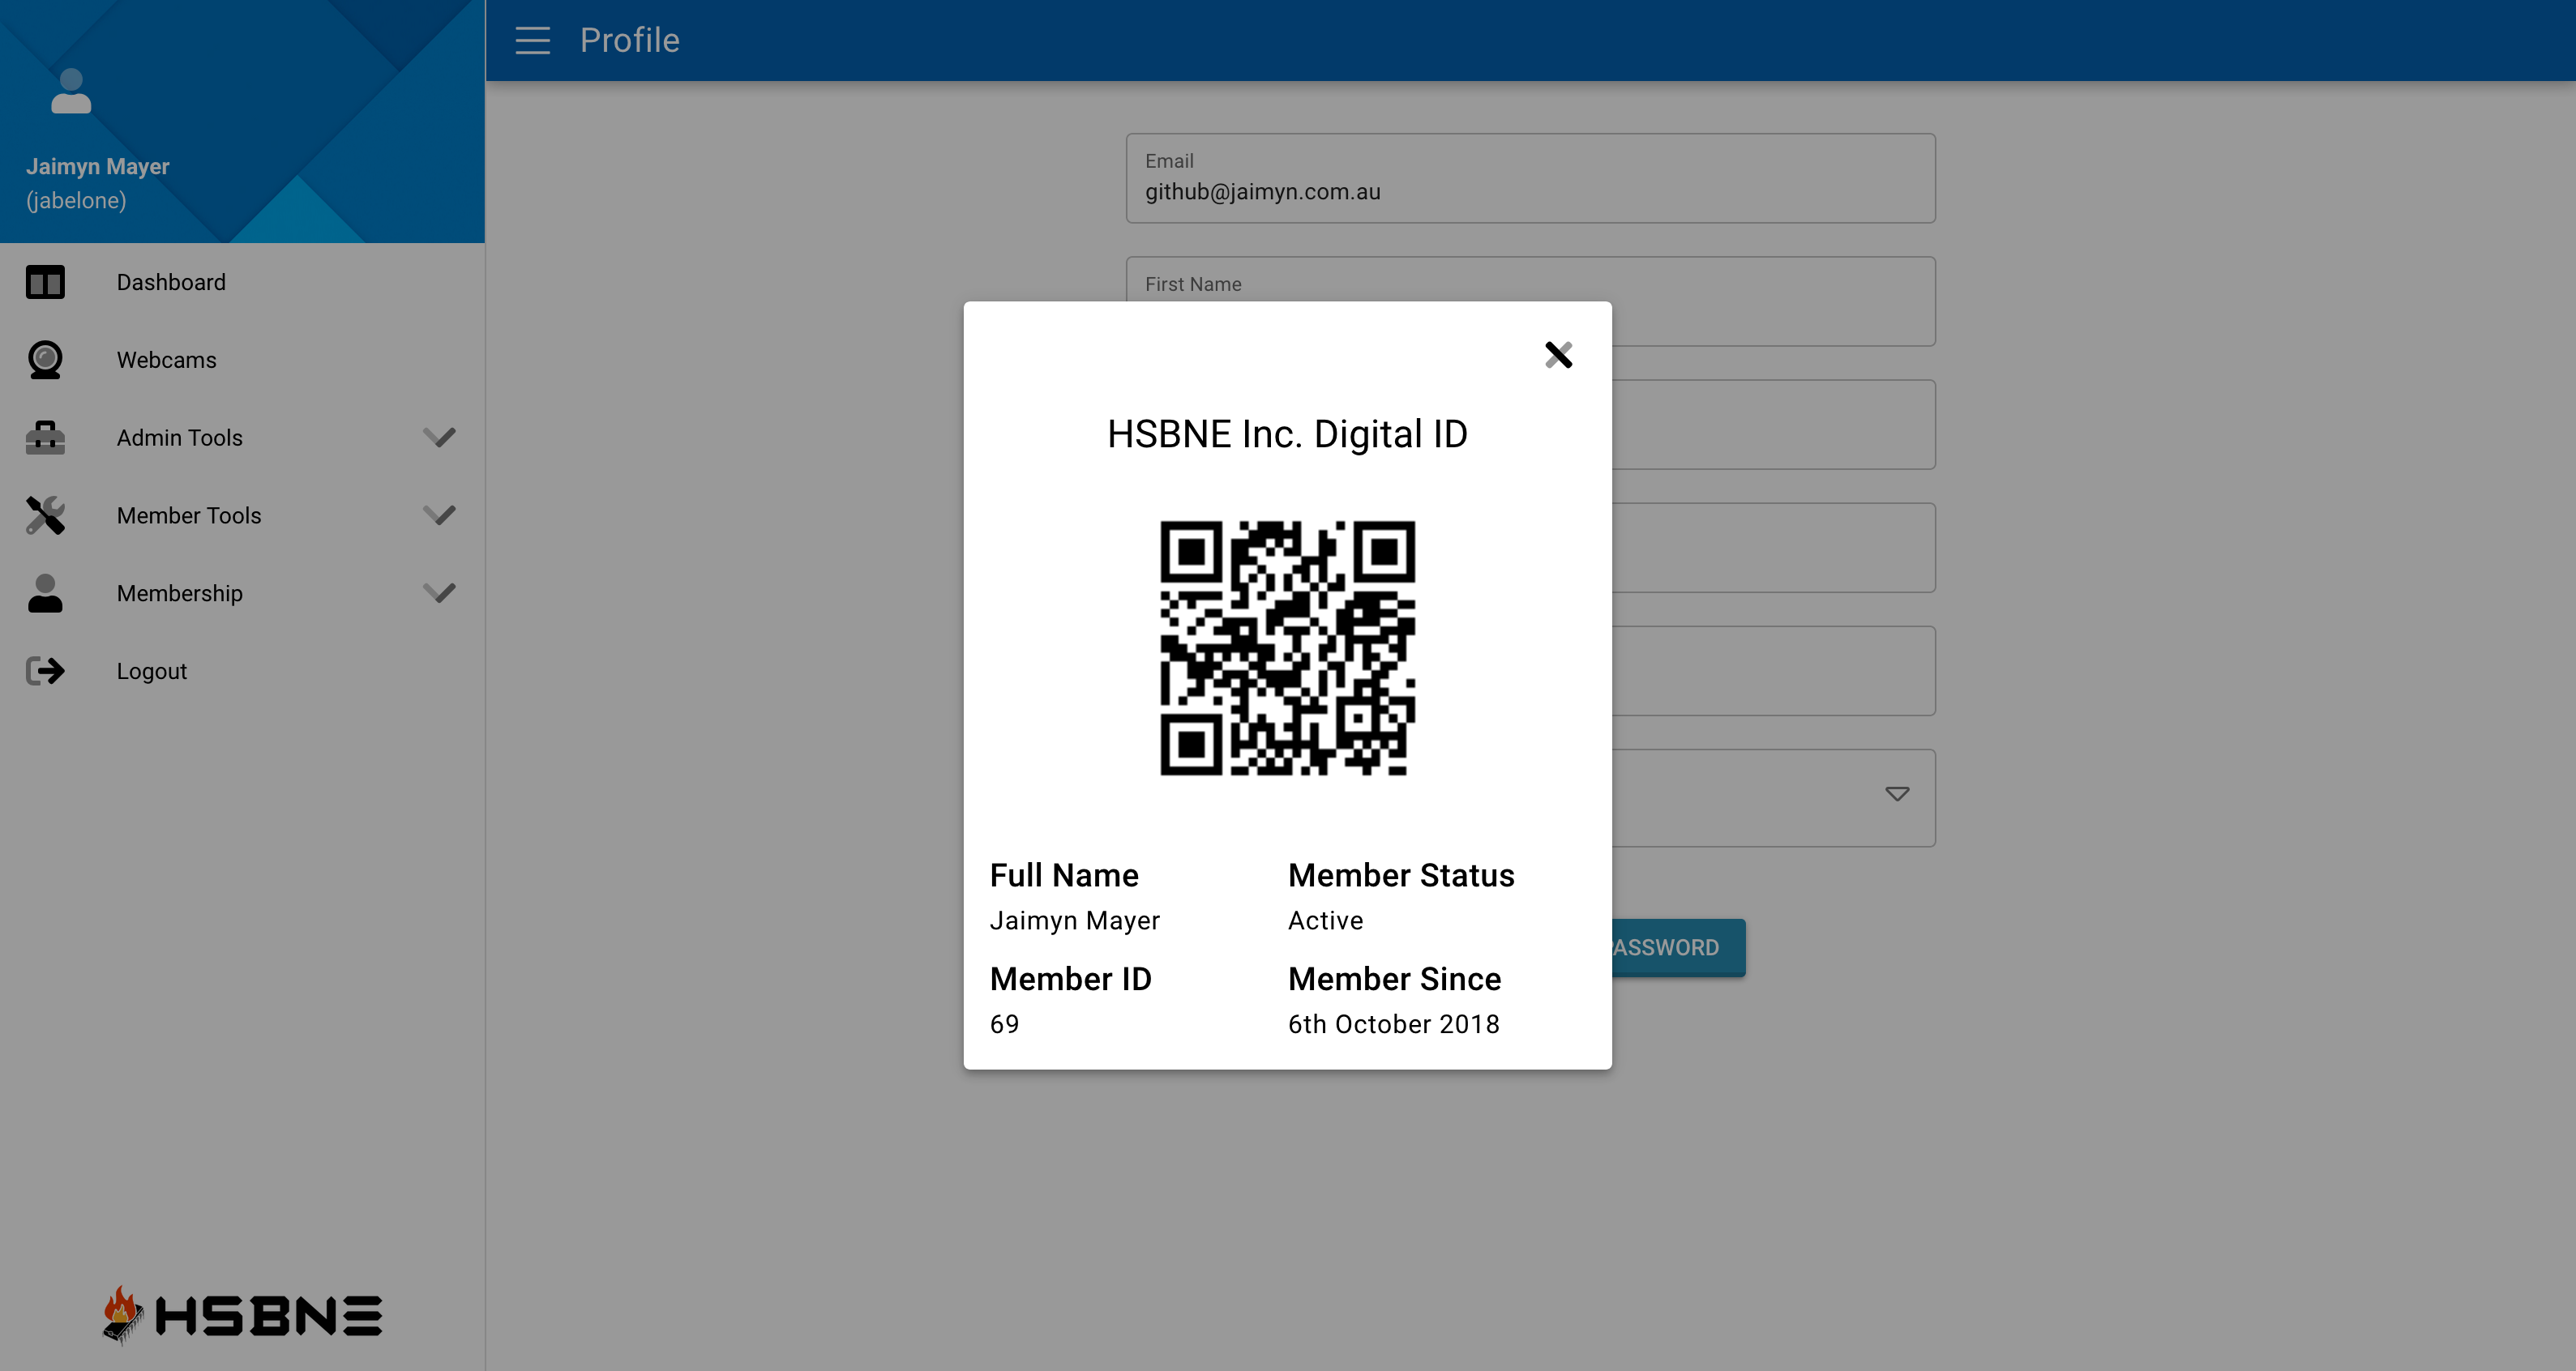 Profile
Jaimyn Mayer
(jabelone)
Dashboard
Webcams
Admin Tools
Member Tools
Membership
Logout
HSBNE
Email
github@jaimyn.com.au
First Name
HSBNE Inc. Digital ID
Full Name
Jaimyn Mayer
Member Status
Active
Member ID
69
Member Since
6th October 2018
ASSWORD